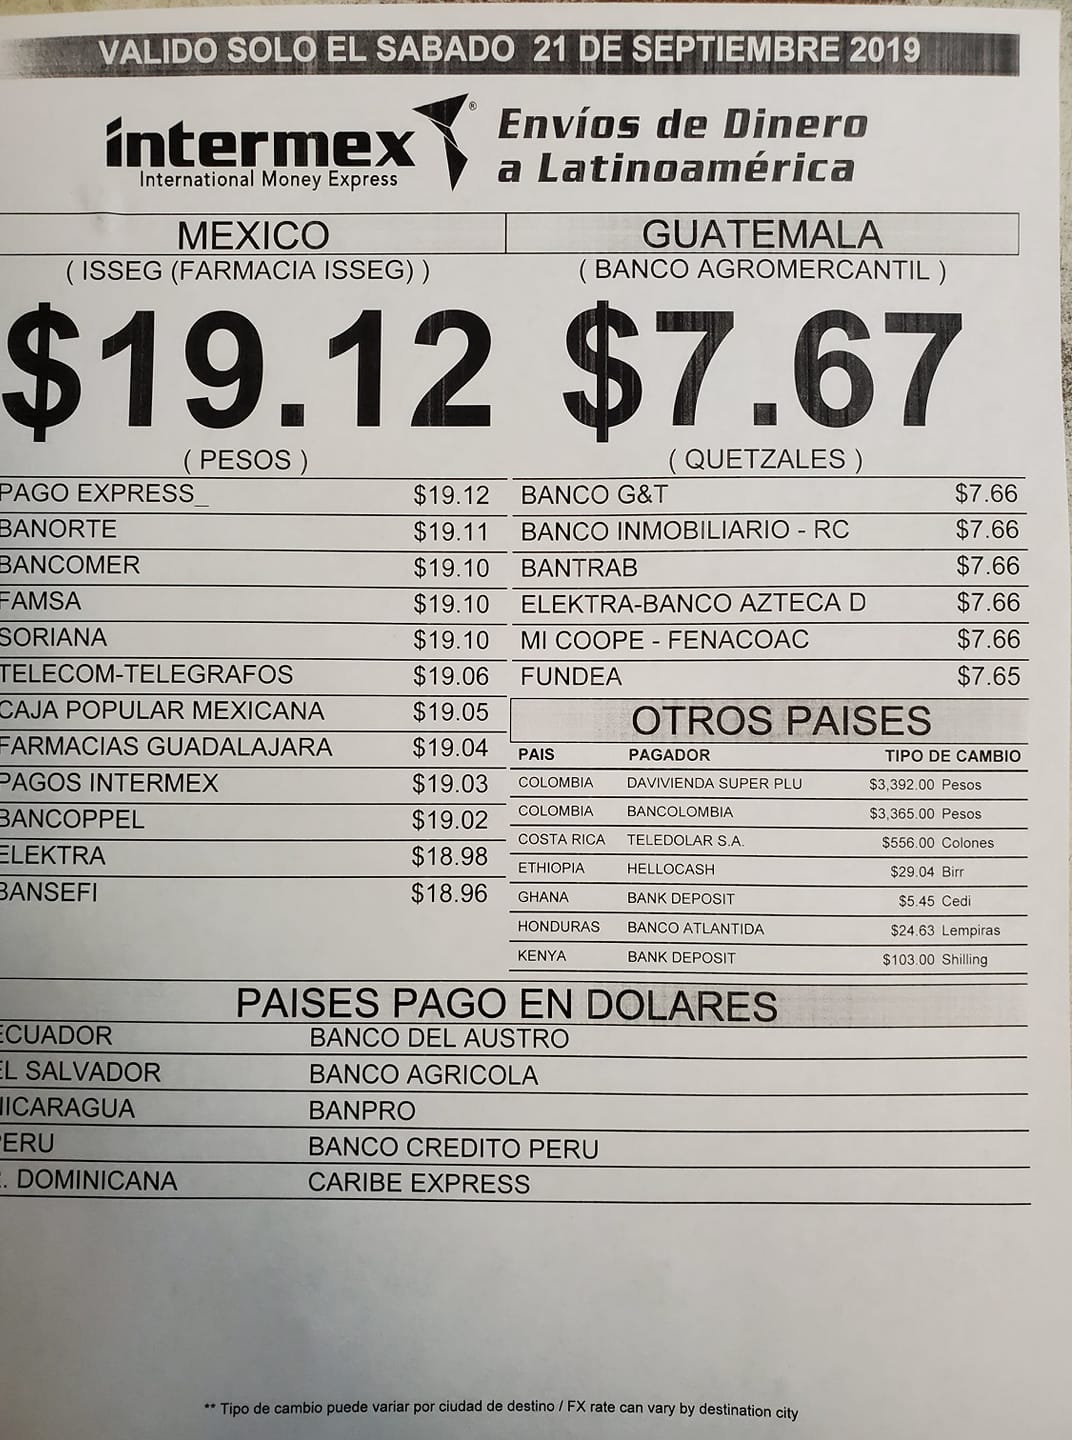 VALIDO SOLO EL SABADO 21 DE SEPTIEMBRE 2019
intermex®
International Money Express
Envíos de Dinero
a Latinoamérica
MEXICO
( ISSEG (FARMACIA ISSEG) )
$19.12
( PESOS )
PAGO EXPRESS_ $19.12
BANORTE $19.11
BANCOMER $19.10
FAMSA $19.10
SORIANA $19.10
TELECOM-TELEGRAFOS $19.06
CAJA POPULAR MEXICANA $19.05
FARMACIAS GUADALAJARA $19.04
PAGOS INTERMEX $19.03
BANCOPPEL $19.02
ELEKTRA $18.98
BANSEFI $18.96
GUATEMALA
( BANCO AGROMERCANTIL )
$7.67
( QUETZALES )
BANCO G&T $7.66
BANCO INMOBILIARIO - RC $7.66
BANTRAB $7.66
ELEKTRA-BANCO AZTECA D $7.66
MI COOPE - FENACOAC $7.66
FUNDEA $7.65
OTROS PAISES
PAIS PAGADOR TIPO DE CAMBIO
COLOMBIA DAVIVIENDA SUPER PLU $3,392.00 Pesos
COLOMBIA BANCOLOMBIA $3,365.00 Pesos
COSTA RICA TELEDOLAR S.A. $556.00 Colones
ETHIOPIA HELLOCASH $29.04 Birr
GHANA BANK DEPOSIT $5.45 Cedi
HONDURAS BANCO ATLANTIDA $24.63 Lempiras
KENYA BANK DEPOSIT $103.00 Shilling
PAISES PAGO EN DOLARES
ECUADOR BANCO DEL AUSTRO
EL SALVADOR BANCO AGRICOLA
NICARAGUA BANPRO
PERU BANCO CREDITO PERU
. DOMINICANA CARIBE EXPRESS
** Tipo de cambio puede variar por ciudad de destino / FX rate can vary by destination city